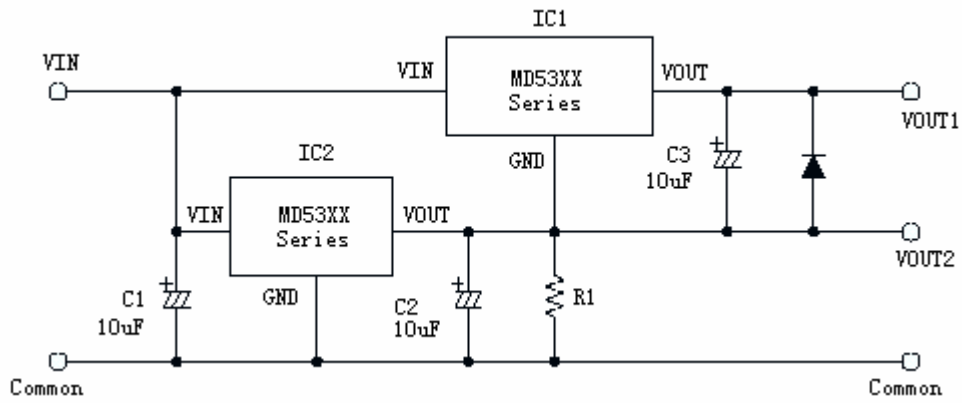 IC1
VIN
VIN
MD53XX
Series
VOUT
VOUT1
GND
C3
10uF
IC2
VIN
MD53XX
Series
VOUT
VOUT2
GND
C1
10uF
C2
10uF
R1
Common
Common